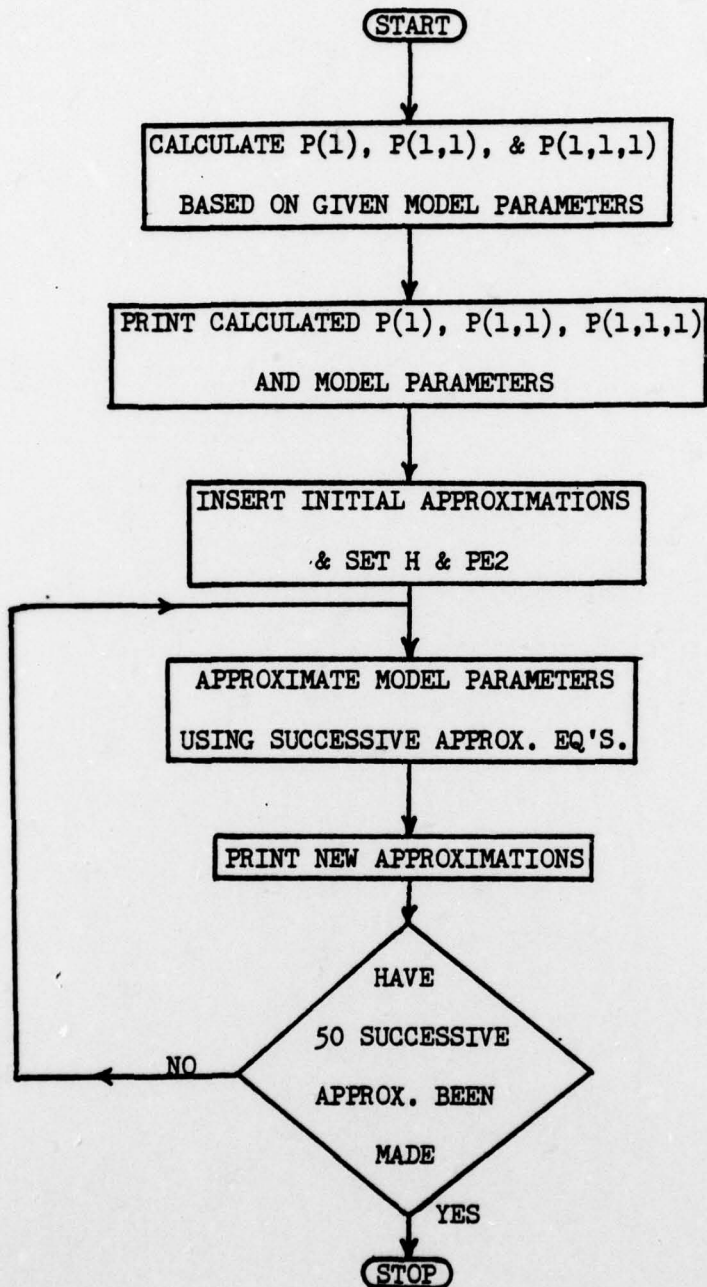 START
CALCULATE P(1), P(1,1), & P(1,1,1)
BASED ON GIVEN MODEL PARAMETERS
PRINT CALCULATED P(1), P(1,1), P(1,1,1)
AND MODEL PARAMETERS
INSERT INITIAL APPROXIMATIONS
& SET H & PE2
APPROXIMATE MODEL PARAMETERS
USING SUCCESSIVE APPROX. EQ'S.
PRINT NEW APPROXIMATIONS
HAVE
50 SUCCESSIVE
APPROX. BEEN
MADE
NO
YES
STOP